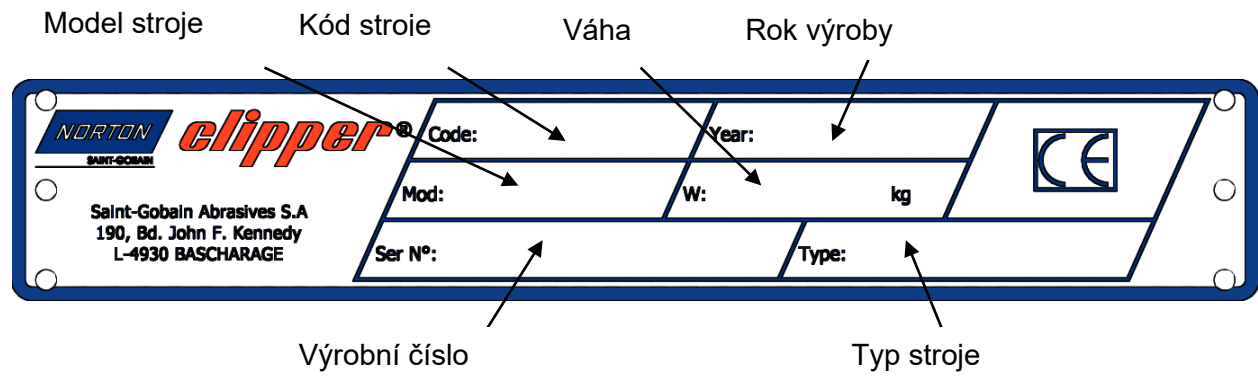 Model stroje
Kód stroie
Váha
Rok výroby
NORTON
SAINT-GOBAIN
clipper®
Code:
Year:
CE
Mod:
W: kg
Saint-Gobain Abrasives S.A
190, Bd. John F. Kennedy
L-4930 BASCHARAGE
Ser Nº:
Type:
Výrobní číslo
Typ stroje